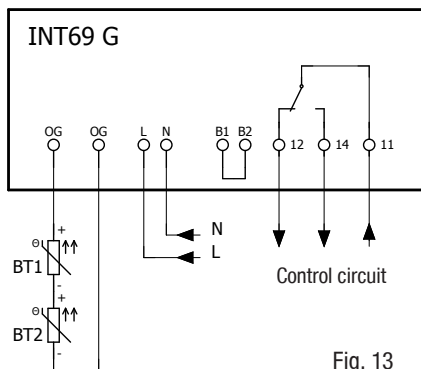 INT69 G
OG OG L N B1 B2 12 14 11
N
L
Control circuit
+
Θ
BT1
-
+
Θ
BT2
-
Fig. 13